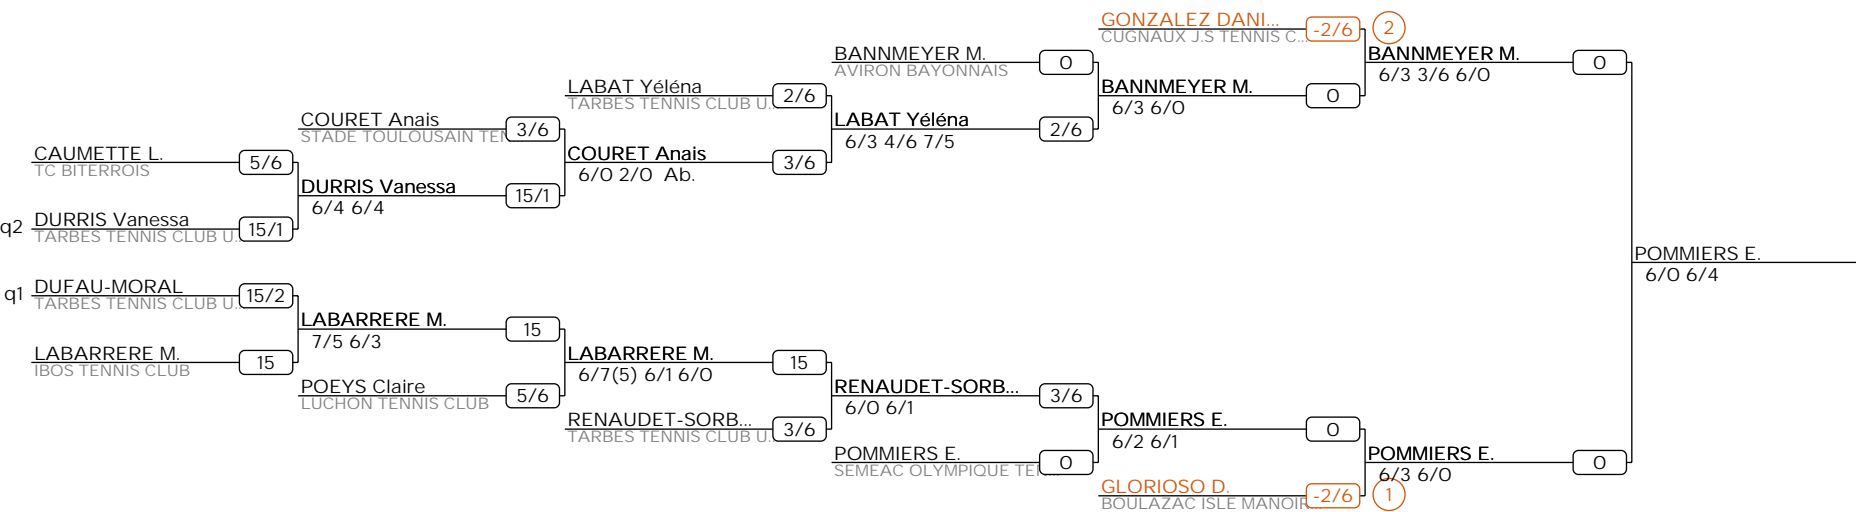 GONZALEZ DANI...
CUGNAUX J.S TENNIS C...
-2/6
2
BANNMEYER M.
AVIRON BAYONNAIS
0
BANNMEYER M.
6/3 3/6 6/0
0
LABAT Yéléna
TARBES TENNIS CLUB U...
2/6
BANNMEYER M.
6/3 6/0
0
COURET Anais
STADE TOULOUSAIN TEN
3/6
LABAT Yéléna
6/3 4/6 7/5
2/6
CAUMETTE L.
TC BITERROIS
5/6
COURET Anais
6/0 2/0 Ab.
3/6
DURRIS Vanessa
6/4 6/4
15/1
q2
DURRIS Vanessa
TARBES TENNIS CLUB U...
15/1
POMMIERS E.
6/0 6/4
q1
DUFAU-MORAL
TARBES TENNIS CLUB U...
15/2
LABARRERE M.
7/5 6/3
15
LABARRERE M.
IBOS TENNIS CLUB
15
LABARRERE M.
6/7(5) 6/1 6/0
15
POEYS Claire
LUCHON TENNIS CLUB
5/6
RENAUDET-SORB...
6/0 6/1
3/6
RENAUDET-SORB...
TARBES TENNIS CLUB U...
3/6
POMMIERS E.
6/2 6/1
0
POMMIERS E.
SEMEAC OLYMPIQUE TEN...
0
POMMIERS E.
6/3 6/0
0
GLORIOSO D.
BOULAZAC ISLE MANOIR...
-2/6
1